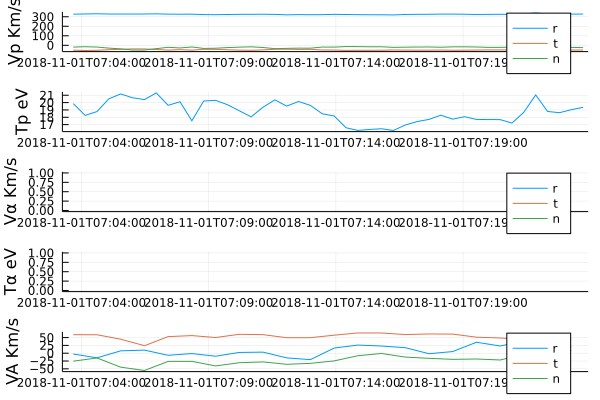 Vp Km/s
300
200
100
0
r
t
n
2018-11-01T07:04:00 2018-11-01T07:09:00 2018-11-01T07:14:00 2018-11-01T07:19
Tp eV
21
20
19
18
17
2018-11-01T07:04:00 2018-11-01T07:09:00 2018-11-01T07:14:00 2018-11-01T07:19:00
Vα Km/s
1.00
0.75
0.50
0.25
0.00
r
t
n
2018-11-01T07:04:00 2018-11-01T07:09:00 2018-11-01T07:14:00 2018-11-01T07:19
Tα eV
1.00
0.75
0.50
0.25
0.00
2018-11-01T07:04:00 2018-11-01T07:09:00 2018-11-01T07:14:00 2018-11-01T07:19:00
VA Km/s
50
25
0
−25
−50
r
t
n
2018-11-01T07:04:00 2018-11-01T07:09:00 2018-11-01T07:14:00 2018-11-01T07:19